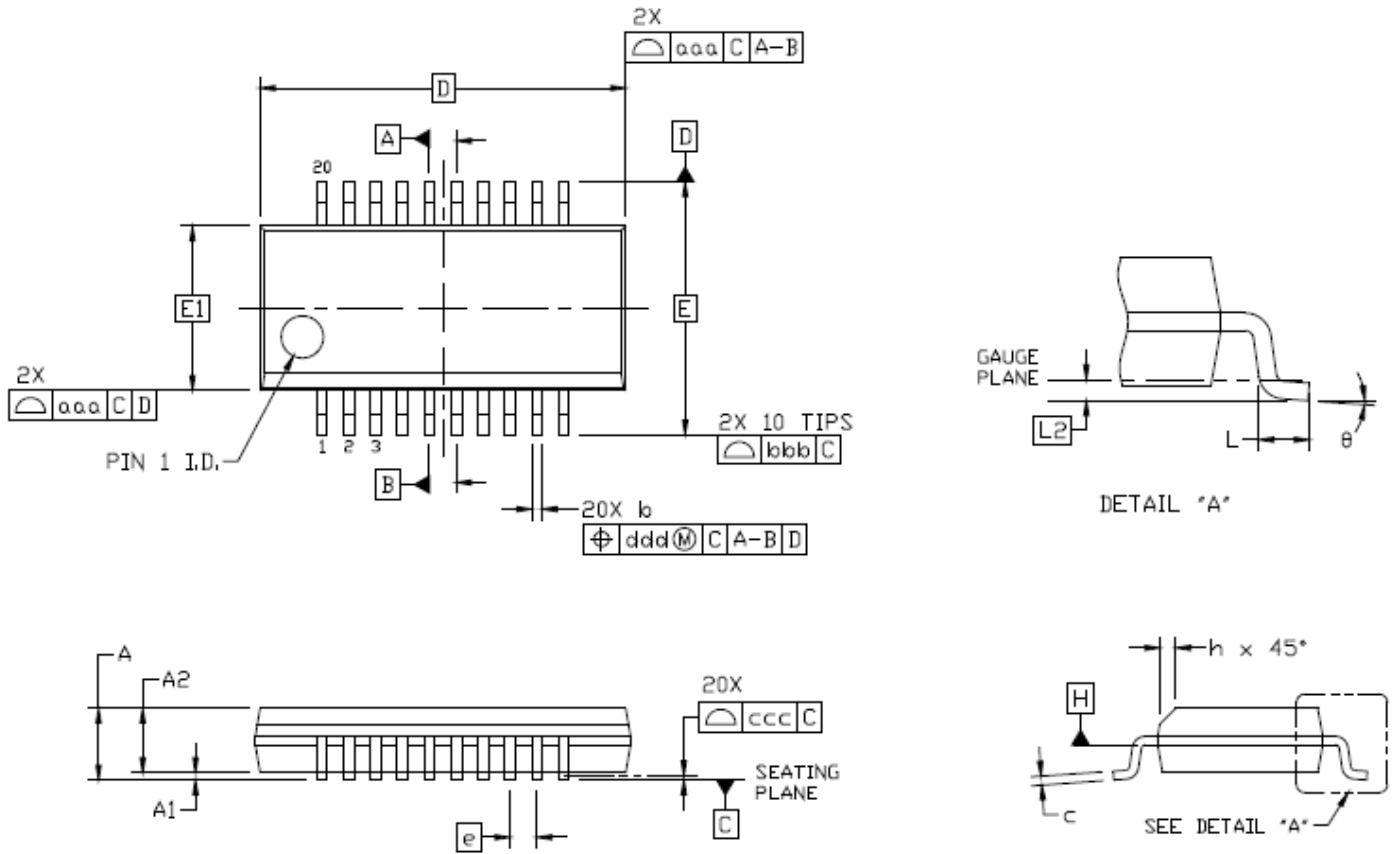 2X
⌓ aaa C A-B
D
A
D
20
E1
E
2X
⌓ aaa C D
1 2 3
PIN 1 I.D.
2X 10 TIPS
⌓ bbb C
B
20X b
⌖ ddd Ⓜ C A-B D
GAUGE
PLANE
L2
L
θ
DETAIL "A"
A
A2
20X
⌓ ccc C
SEATING
PLANE
A1
C
e
h x 45°
H
c
SEE DETAIL "A"